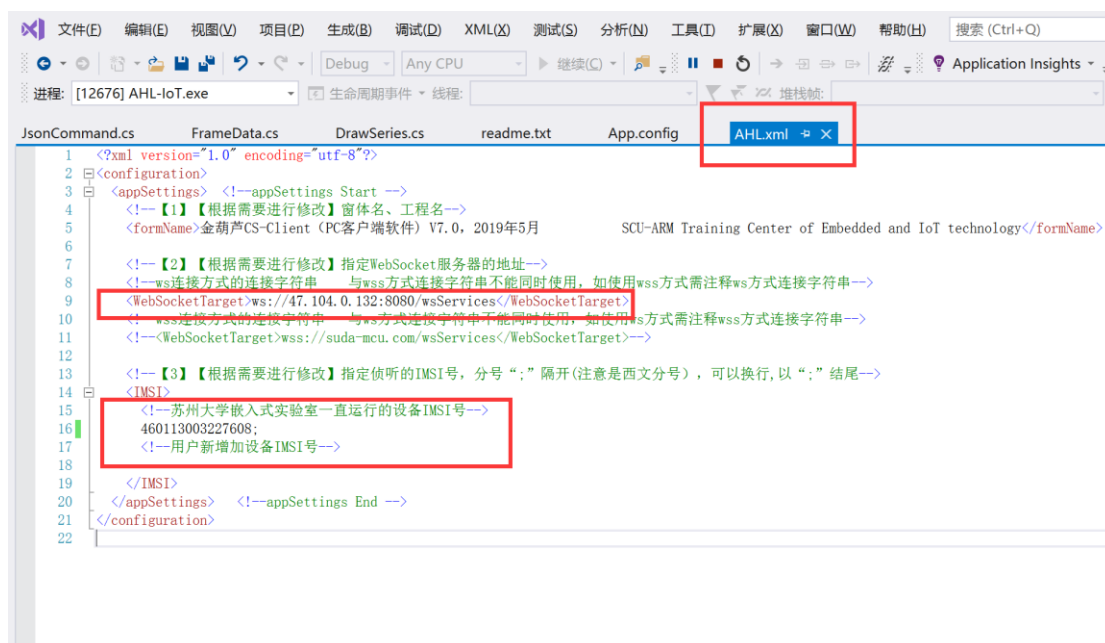 文件(F) 编辑(E) 视图(V) 项目(P) 生成(B) 调试(D) XML(X) 测试(S) 分析(N) 工具(T) 扩展(X) 窗口(W) 帮助(H) 搜索 (Ctrl+Q)
Debug Any CPU 继续(C) Application Insights
进程: [12676] AHL-IoT.exe 生命周期事件 线程: 堆栈帧:
JsonCommand.cs FrameData.cs DrawSeries.cs readme.txt App.config AHL.xml
1 <?xml version="1.0" encoding="utf-8"?>
2 <configuration>
3 <appSettings> <!--appSettings Start -->
4 <!--【1】【根据需要进行修改】窗体名、工程名-->
5 <formName>金葫芦CS-Client（PC客户端软件）V7.0，2019年5月 SCU-ARM Training Center of Embedded and IoT technology</formName>
6
7 <!--【2】【根据需要进行修改】指定WebSocket服务器的地址-->
8 <!--ws连接方式的连接字符串 与wss方式连接字符串不能同时使用，如使用wss方式需注释ws方式连接字符串-->
9 <WebSocketTarget>ws://47.104.0.132:8080/wsServices</WebSocketTarget>
10 <!--wss连接方式的连接字符串 与ws方式连接字符串不能同时使用，如使用ws方式需注释wss方式连接字符串-->
11 <!--<WebSocketTarget>wss://suda-mcu.com/wsServices</WebSocketTarget>-->
12
13 <!--【3】【根据需要进行修改】指定侦听的IMSI号，分号“;”隔开(注意是西文分号），可以换行,以“;”结尾-->
14 <IMSI>
15 <!--苏州大学嵌入式实验室一直运行的设备IMSI号-->
16 460113003227608;
17 <!--用户新增加设备IMSI号-->
18
19 </IMSI>
20 </appSettings> <!--appSettings End -->
21 </configuration>
22